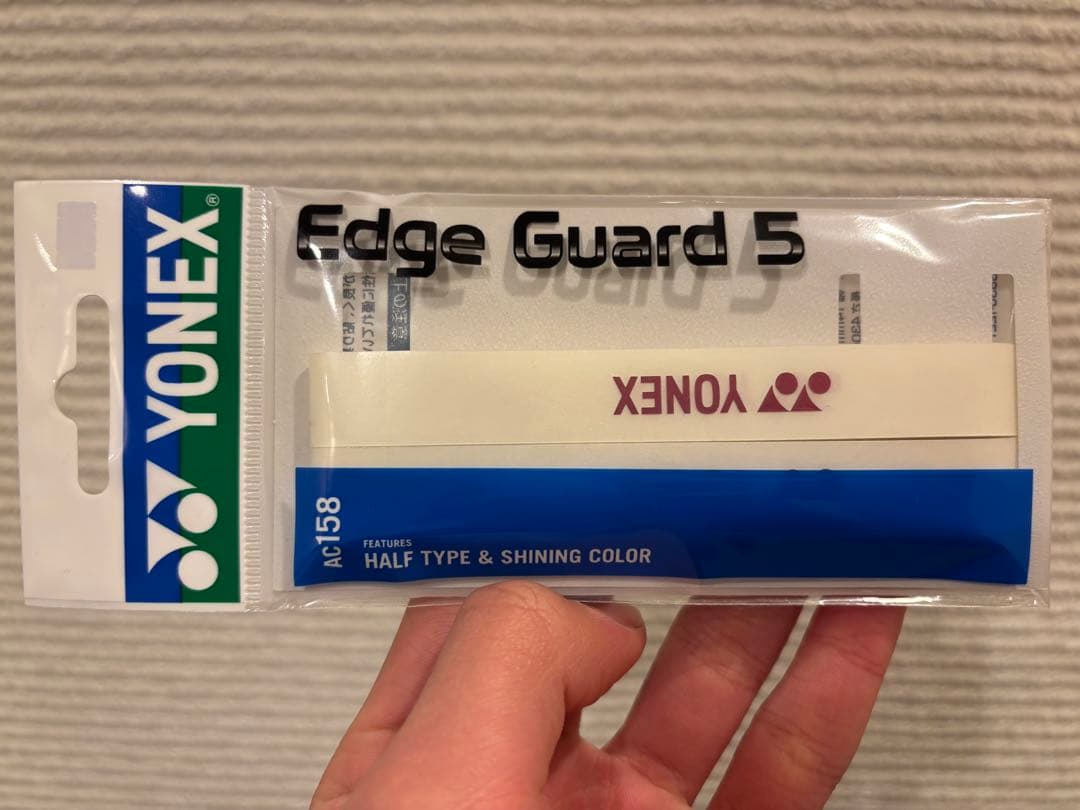 YONEX®
Edge Guard 5
YONEX
AC158
FEATURES
HALF TYPE & SHINING COLOR